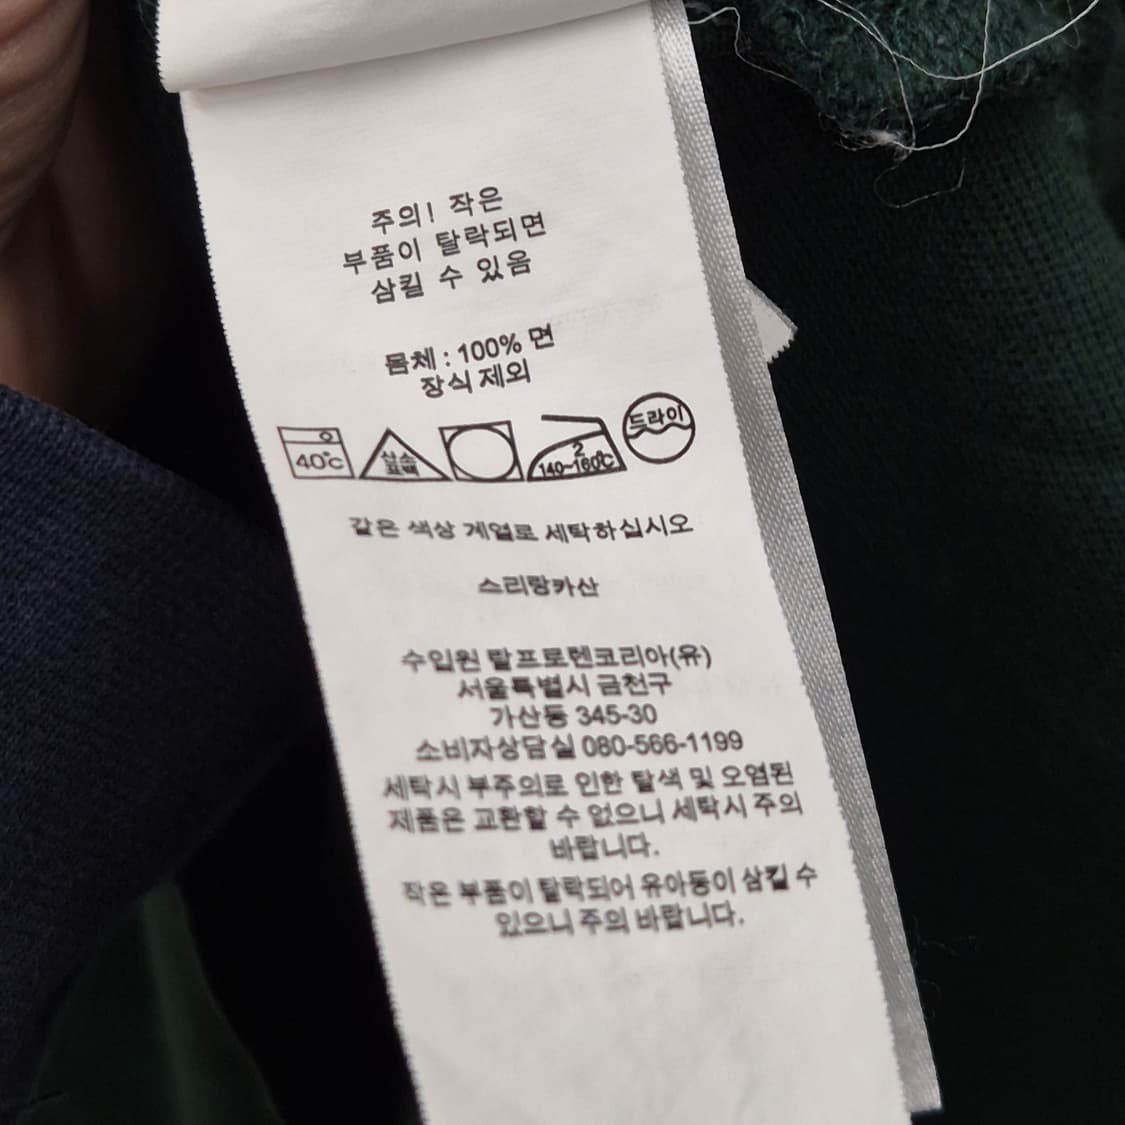 주의! 작은
부품이 탈락되면
삼킬 수 있음
몸체 : 100% 면
장식 제외
40℃
산소
표백
2
140~160℃
드라이
같은 색상 계열로 세탁하십시오
스리랑카산
수입원 랄프로렌코리아(유)
서울특별시 금천구
가산동 345-30
소비자상담실 080-566-1199
세탁시 부주의로 인한 탈색 및 오염된
제품은 교환할 수 없으니 세탁시 주의
바랍니다.
작은 부품이 탈락되어 유아동이 삼킬 수
있으니 주의 바랍니다.